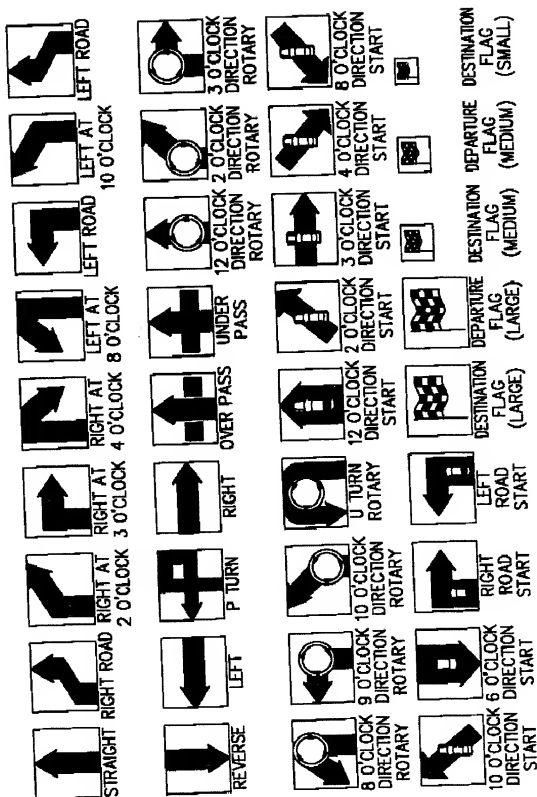 STRAIGHT
RIGHT ROAD
RIGHT AT
2 O'CLOCK
RIGHT AT
3 O'CLOCK
RIGHT AT
4 O'CLOCK
LEFT AT
8 O'CLOCK
LEFT ROAD
LEFT AT
10 O'CLOCK
LEFT ROAD
REVERSE
LEFT
P TURN
RIGHT
OVER PASS
UNDER
PASS
12 O'CLOCK
DIRECTION
ROTARY
2 O'CLOCK
DIRECTION
ROTARY
3 O'CLOCK
DIRECTION
ROTARY
8 O'CLOCK
DIRECTION
ROTARY
9 O'CLOCK
DIRECTION
ROTARY
10 O'CLOCK
DIRECTION
ROTARY
U TURN
ROTARY
12 O'CLOCK
DIRECTION
START
2 O'CLOCK
DIRECTION
START
3 O'CLOCK
DIRECTION
START
4 O'CLOCK
DIRECTION
START
8 O'CLOCK
DIRECTION
START
10 O'CLOCK
DIRECTION
START
6 O'CLOCK
DIRECTION
START
RIGHT
ROAD
START
LEFT
ROAD
START
DESTINATION
FLAG
(LARGE)
DEPARTURE
FLAG
(LARGE)
DESTINATION
FLAG
(MEDIUM)
DEPARTURE
FLAG
(MEDIUM)
DESTINATION
FLAG
(SMALL)